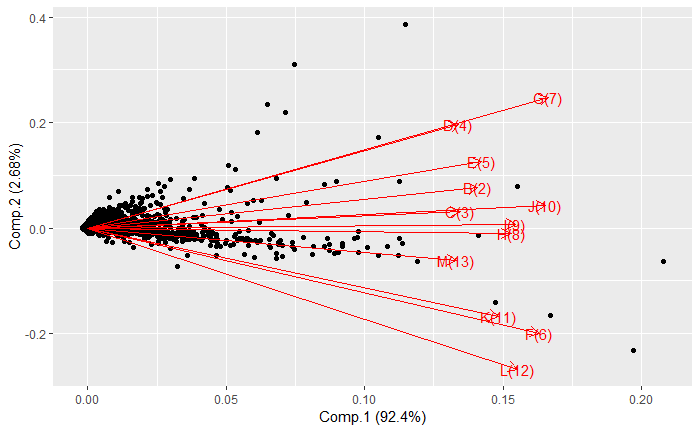 0.4
0.2
0.0
-0.2
Comp.2 (2.68%)
G(7)
D(4)
E(5)
B(2)
J(10)
C(3)
I(9)
H(8)
M(13)
K(11)
F(6)
L(12)
0.00
0.05
0.10
0.15
0.20
Comp.1 (92.4%)